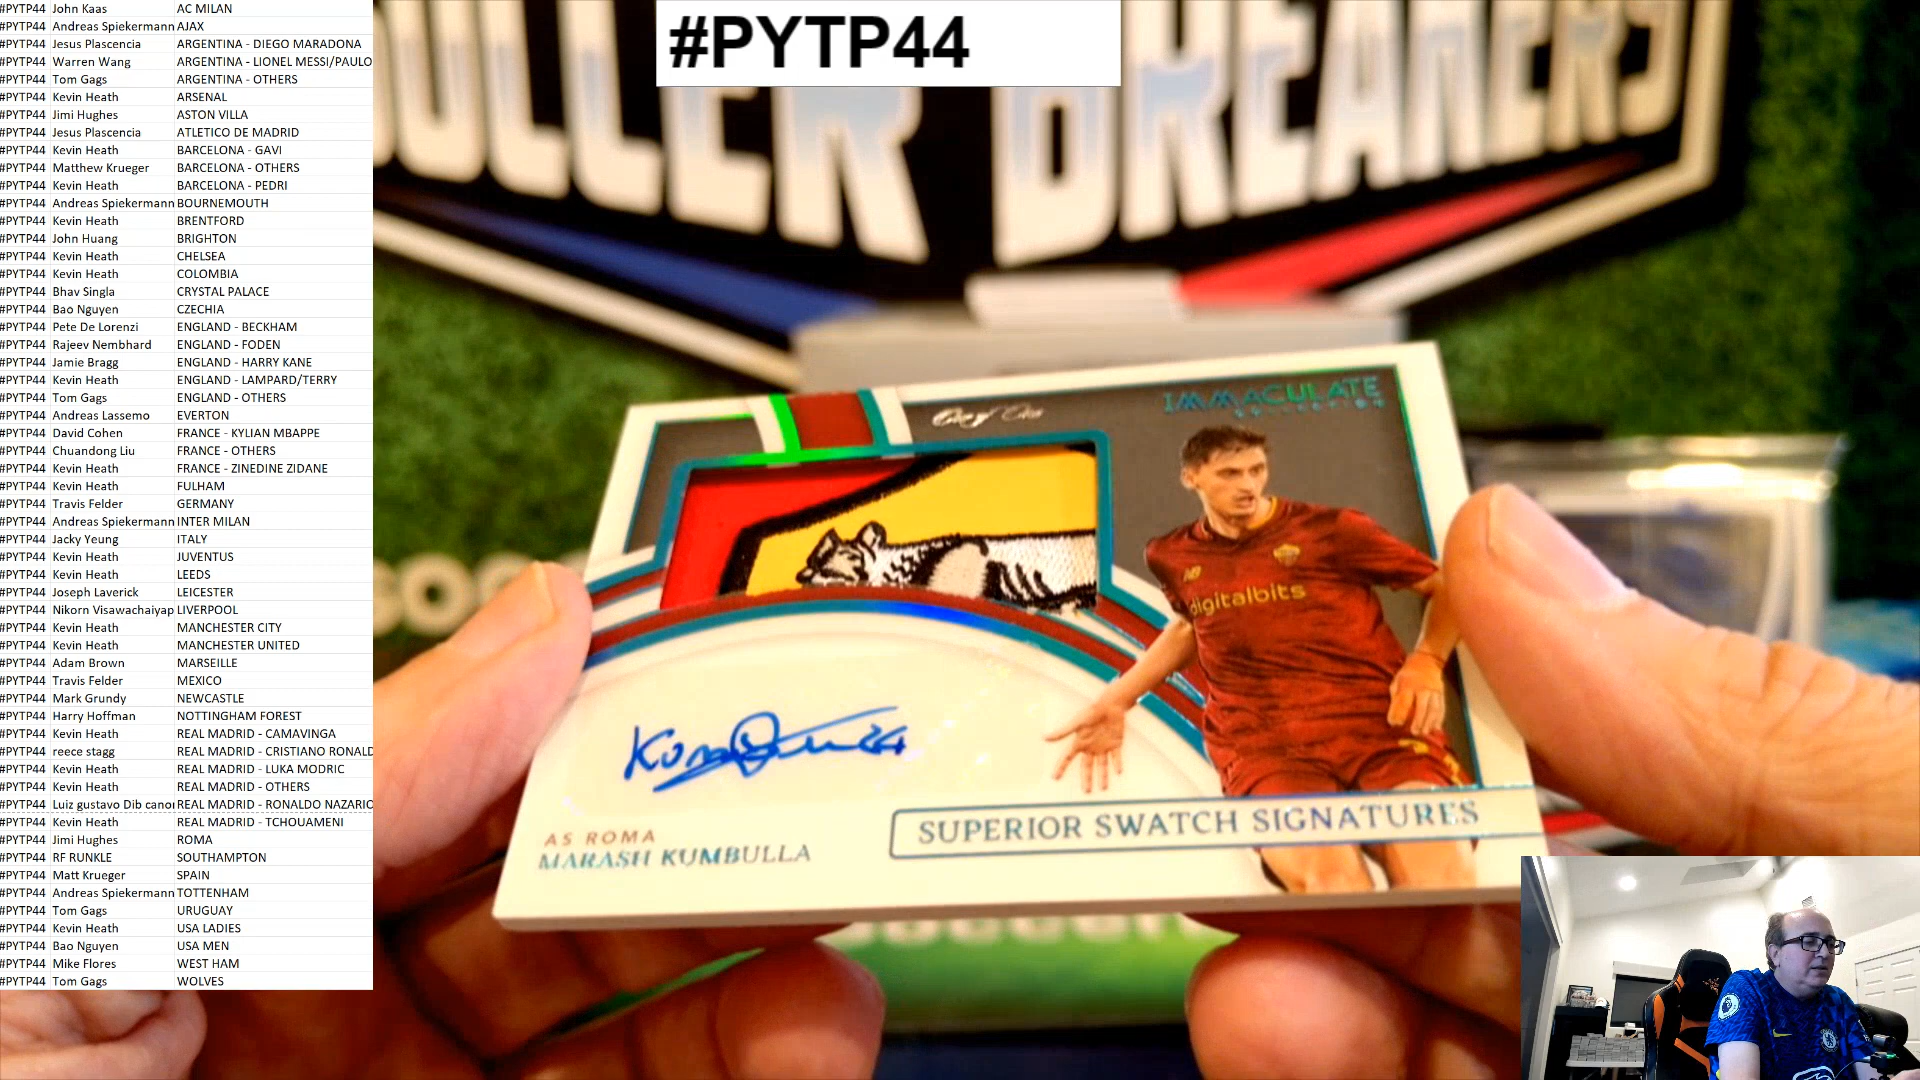 #PYTP44 John Kaas AC MILAN
#PYTP44 Andreas Spiekermann AJAX
#PYTP44 Jesus Plascencia ARGENTINA - DIEGO MARADONA
#PYTP44 Warren Wang ARGENTINA - LIONEL MESSI/PAULO
#PYTP44 Tom Gags ARGENTINA - OTHERS
#PYTP44 Kevin Heath ARSENAL
#PYTP44 Jimi Hughes ASTON VILLA
#PYTP44 Jesus Plascencia ATLETICO DE MADRID
#PYTP44 Kevin Heath BARCELONA - GAVI
#PYTP44 Matthew Krueger BARCELONA - OTHERS
#PYTP44 Kevin Heath BARCELONA - PEDRI
#PYTP44 Andreas Spiekermann BOURNEMOUTH
#PYTP44 Kevin Heath BRENTFORD
#PYTP44 John Huang BRIGHTON
#PYTP44 Kevin Heath CHELSEA
#PYTP44 Kevin Heath COLOMBIA
#PYTP44 Bhav Singla CRYSTAL PALACE
#PYTP44 Bao Nguyen CZECHIA
#PYTP44 Pete De Lorenzi ENGLAND - BECKHAM
#PYTP44 Rajeev Nembhard ENGLAND - FODEN
#PYTP44 Jamie Bragg ENGLAND - HARRY KANE
#PYTP44 Kevin Heath ENGLAND - LAMPARD/TERRY
#PYTP44 Tom Gags ENGLAND - OTHERS
#PYTP44 Andreas Lassemo EVERTON
#PYTP44 David Cohen FRANCE - KYLIAN MBAPPE
#PYTP44 Chuandong Liu FRANCE - OTHERS
#PYTP44 Kevin Heath FRANCE - ZINEDINE ZIDANE
#PYTP44 Kevin Heath FULHAM
#PYTP44 Travis Felder GERMANY
#PYTP44 Andreas Spiekermann INTER MILAN
#PYTP44 Jacky Yeung ITALY
#PYTP44 Kevin Heath JUVENTUS
#PYTP44 Kevin Heath LEEDS
#PYTP44 Joseph Laverick LEICESTER
#PYTP44 Nikorn Visawachaiyap LIVERPOOL
#PYTP44 Kevin Heath MANCHESTER CITY
#PYTP44 Kevin Heath MANCHESTER UNITED
#PYTP44 Adam Brown MARSEILLE
#PYTP44 Travis Felder MEXICO
#PYTP44 Mark Grundy NEWCASTLE
#PYTP44 Harry Hoffman NOTTINGHAM FOREST
#PYTP44 Kevin Heath REAL MADRID - CAMAVINGA
#PYTP44 reece stagg REAL MADRID - CRISTIANO RONALD
#PYTP44 Kevin Heath REAL MADRID - LUKA MODRIC
#PYTP44 Kevin Heath REAL MADRID - OTHERS
#PYTP44 Luiz gustavo Dib canoi REAL MADRID - RONALDO NAZARIO
#PYTP44 Kevin Heath REAL MADRID - TCHOUAMENI
#PYTP44 Jimi Hughes ROMA
#PYTP44 RF RUNKLE SOUTHAMPTON
#PYTP44 Matt Krueger SPAIN
#PYTP44 Andreas Spiekermann TOTTENHAM
#PYTP44 Tom Gags URUGUAY
#PYTP44 Kevin Heath USA LADIES
#PYTP44 Bao Nguyen USA MEN
#PYTP44 Mike Flores WEST HAM
#PYTP44 Tom Gags WOLVES
#PYTP44
BREAKERS
One of One
IMMACULATE
COLLECTION
NB
digitalbits
AS ROMA
MARASH KUMBULLA
SUPERIOR SWATCH SIGNATURES